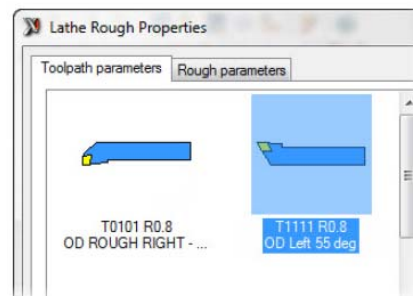 Lathe Rough Properties
Toolpath parameters
Rough parameters
T0101 R0.8
OD ROUGH RIGHT - ...
T1111 R0.8
OD Left 55 deg